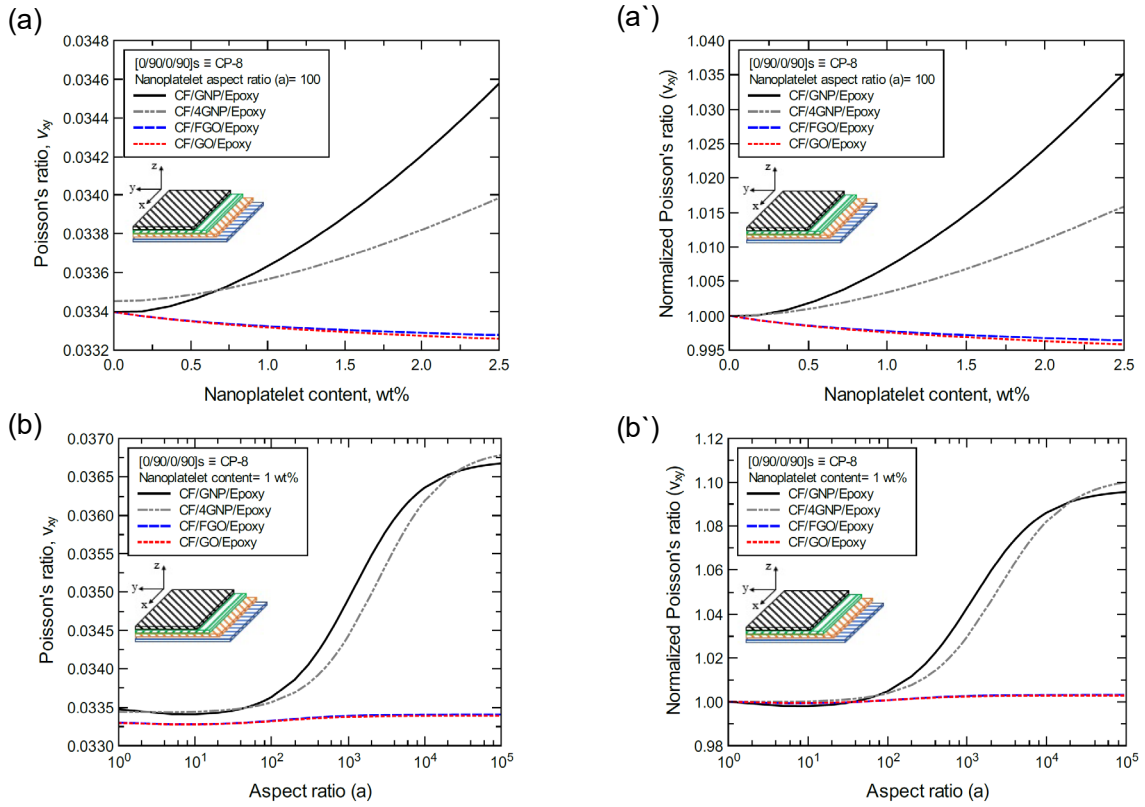 (a)
0.0348
0.0346
0.0344
0.0342
0.0340
0.0338
0.0336
0.0334
0.0332
Poisson's ratio, νxy
[0/90/0/90]s ≡ CP-8
Nanoplatelet aspect ratio (a)= 100
CF/GNP/Epoxy
CF/4GNP/Epoxy
CF/FGO/Epoxy
CF/GO/Epoxy
z
y
x
0.0 0.5 1.0 1.5 2.0 2.5
Nanoplatelet content, wt%
(a`)
1.040
1.035
1.030
1.025
1.020
1.015
1.010
1.005
1.000
0.995
Normalized Poisson's ratio (νxy)
[0/90/0/90]s ≡ CP-8
Nanoplatelet aspect ratio (a)= 100
CF/GNP/Epoxy
CF/4GNP/Epoxy
CF/FGO/Epoxy
CF/GO/Epoxy
z
y
x
0.0 0.5 1.0 1.5 2.0 2.5
Nanoplatelet content, wt%
(b)
0.0370
0.0365
0.0360
0.0355
0.0350
0.0345
0.0340
0.0335
0.0330
Poisson's ratio, νxy
[0/90/0/90]s ≡ CP-8
Nanoplatelet content= 1 wt%
CF/GNP/Epoxy
CF/4GNP/Epoxy
CF/FGO/Epoxy
CF/GO/Epoxy
z
y
x
10⁰ 10¹ 10² 10³ 10⁴ 10⁵
Aspect ratio (a)
(b`)
1.12
1.10
1.08
1.06
1.04
1.02
1.00
0.98
Normalized Poisson's ratio (νxy)
[0/90/0/90]s ≡ CP-8
Nanoplatelet content= 1 wt%
CF/GNP/Epoxy
CF/4GNP/Epoxy
CF/FGO/Epoxy
CF/GO/Epoxy
z
y
x
10⁰ 10¹ 10² 10³ 10⁴ 10⁵
Aspect ratio (a)